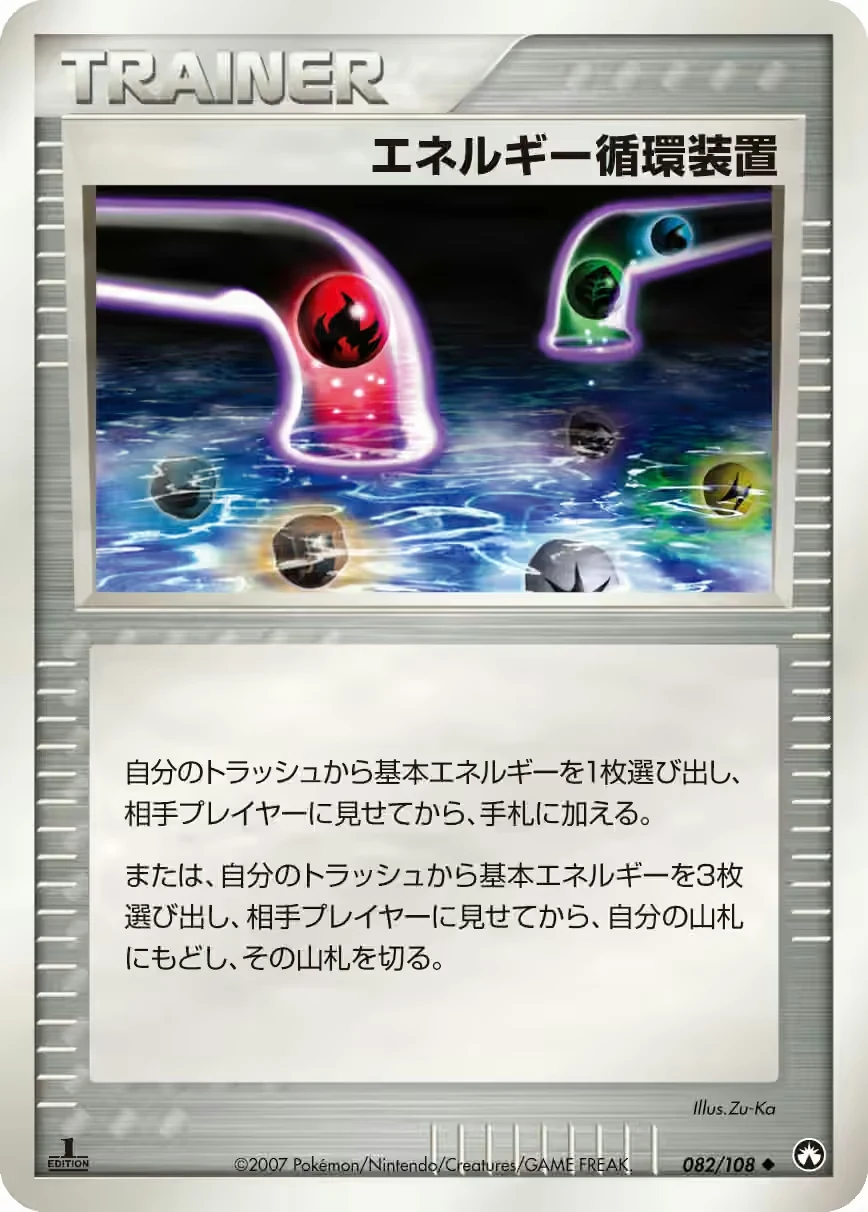 TRAINER
エネルギー循環装置
自分のトラッシュから基本エネルギーを1枚選び出し、
相手プレイヤーに見せてから、手札に加える。
または、自分のトラッシュから基本エネルギーを3枚
選び出し、相手プレイヤーに見せてから、自分の山札
にもどし、その山札を切る。
Illus.Zu-Ka
1
EDITION
©2007 Pokémon/Nintendo/Creatures/GAME FREAK.
082/108 ◆